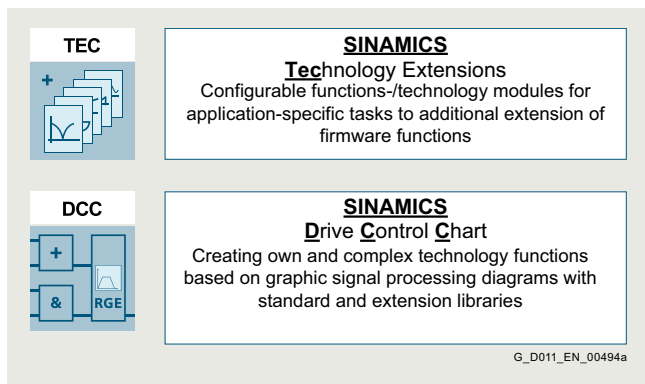 TEC
+
SINAMICS
Technology Extensions
Configurable functions-/technology modules for
application-specific tasks to additional extension of
firmware functions
DCC
+
&
RGE
SINAMICS
Drive Control Chart
Creating own and complex technology functions
based on graphic signal processing diagrams with
standard and extension libraries
G_D011_EN_00494a